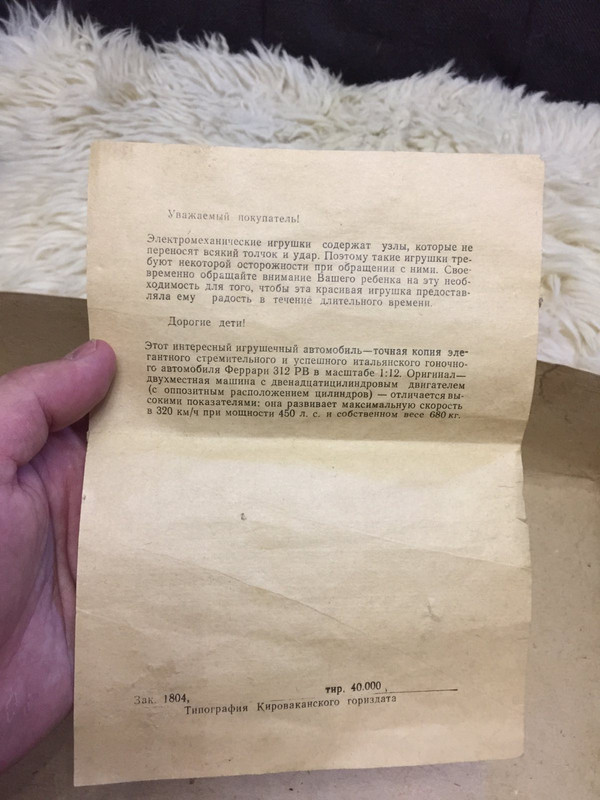 Уважаемый покупатель!
Электромеханические игрушки содержат узлы, которые не
переносят всякий толчок и удар. Поэтому такие игрушки тре-
буют некоторой осторожности при обращении с ними. Свое-
временно обращайте внимание Вашего ребенка на эту необ-
ходимость для того, чтобы эта красивая игрушка предостав-
ляла ему радость в течение длительного времени.
Дорогие дети!
Этот интересный игрушечный автомобиль—точная копия эле-
гантного стремительного и успешного итальянского гоночно-
го автомобиля Феррари 312 РВ в масштабе 1:12. Оригинал—
двухместная машина с двенадцатицилиндровым двигателем
(с оппозитным расположением цилиндров) — отличается вы-
сокими показателями: она развивает максимальную скорость
в 320 км/ч при мощности 450 л. с. и собственном весе 680 кг.
Зак. 1804, тир. 40.000,
Типография Кироваканского горнздата